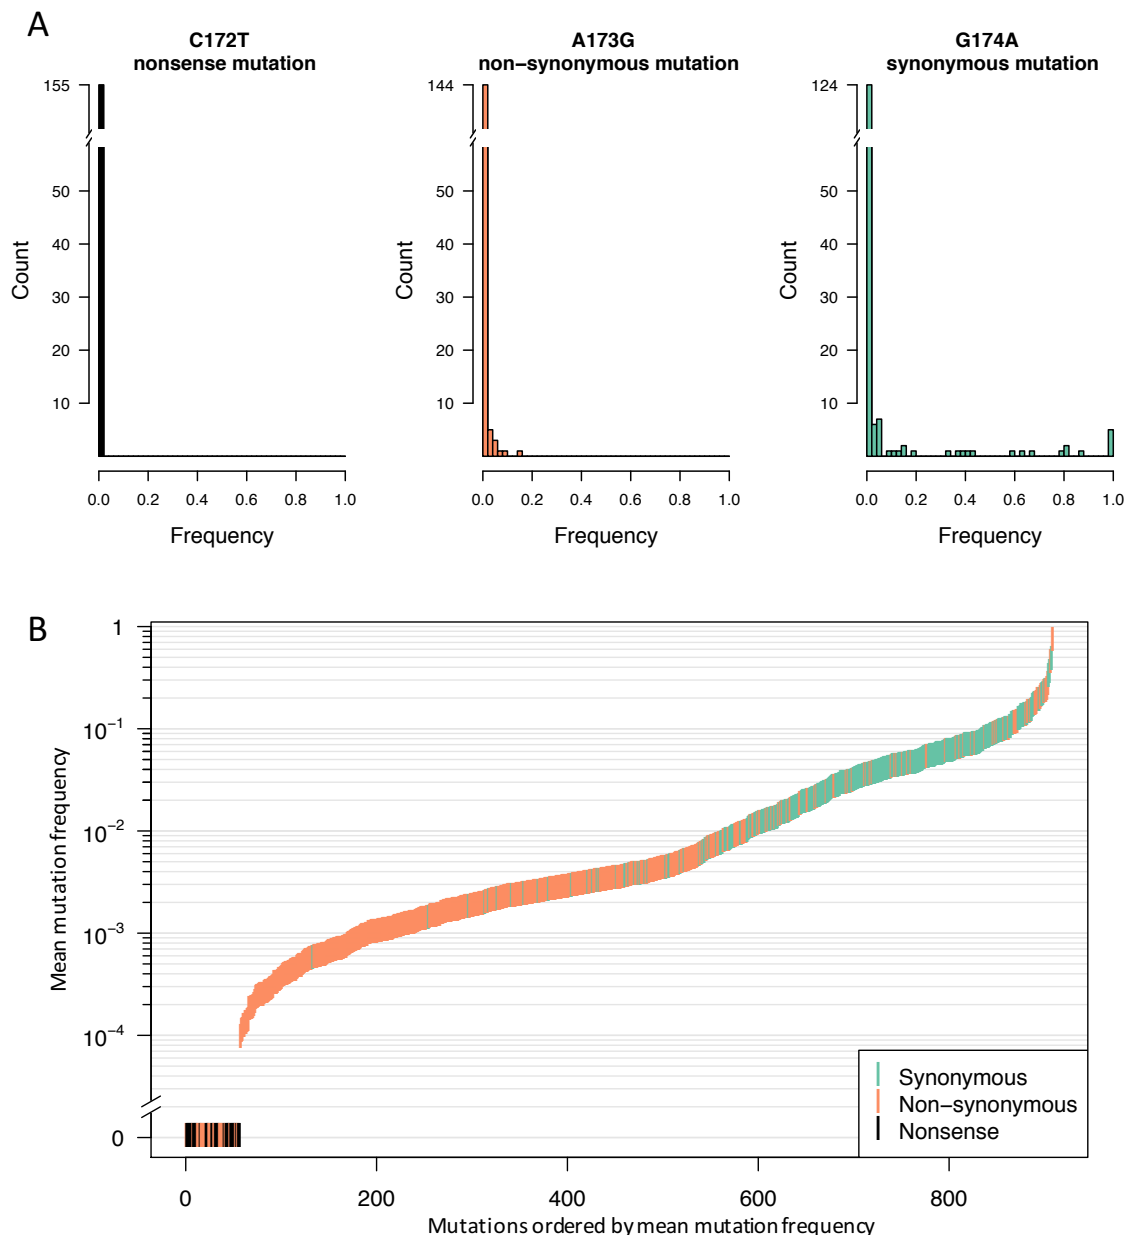 A
C172T
nonsense mutation
A173G
non−synonymous mutation
G174A
synonymous mutation
155
50
40
30
20
10
Count
0.0 0.2 0.4 0.6 0.8 1.0
Frequency
144
50
40
30
20
10
Count
0.0 0.2 0.4 0.6 0.8 1.0
Frequency
124
50
40
30
20
10
Count
0.0 0.2 0.4 0.6 0.8 1.0
Frequency
B
1
10−1
10−2
10−3
10−4
0
Mean mutation frequency
Synonymous
Non−synonymous
Nonsense
0 200 400 600 800
Mutations ordered by mean mutation frequency